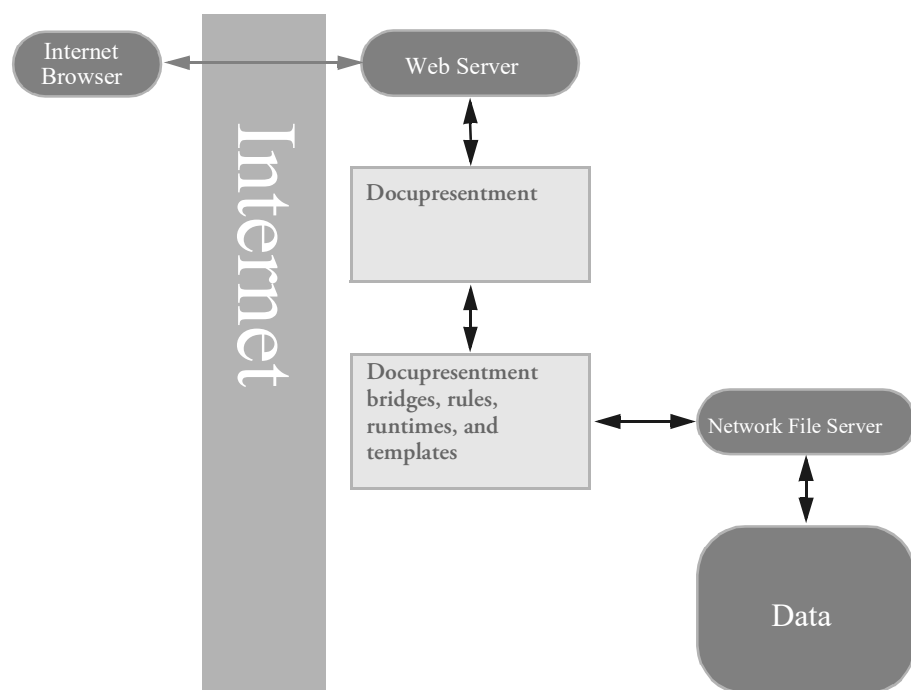 Internet
Browser
Web Server
Internet
Docupresentment
Docupresentment
bridges, rules,
runtimes, and
templates
Network File Server
Data